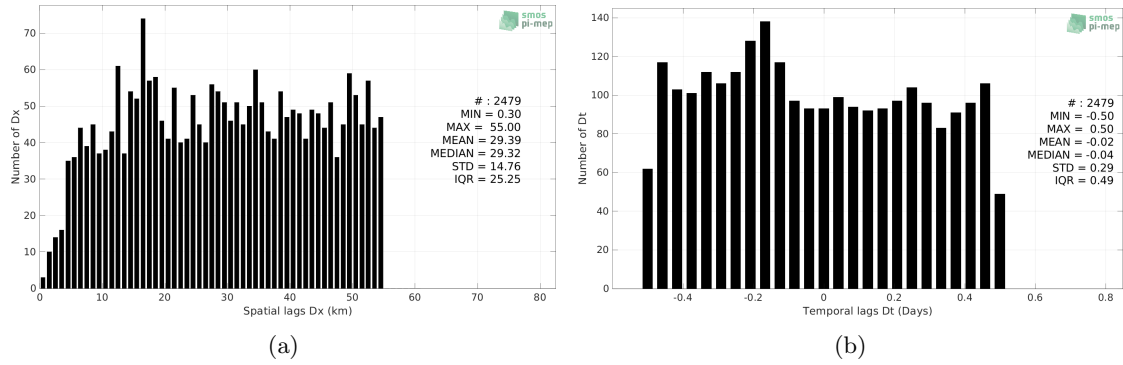 smos
pi-mep
70
60
50
40
30
20
10
0
Number of Dx
# : 2479
MIN = 0.30
MAX = 55.00
MEAN = 29.39
MEDIAN = 29.32
STD = 14.76
IQR = 25.25
0 10 20 30 40 50 60 70 80
Spatial lags Dx (km)
(a)
smos
pi-mep
140
120
100
80
60
40
20
0
Number of Dt
# : 2479
MIN = -0.50
MAX = 0.50
MEAN = -0.02
MEDIAN = -0.04
STD = 0.29
IQR = 0.49
-0.4 -0.2 0 0.2 0.4 0.6 0.8
Temporal lags Dt (Days)
(b)